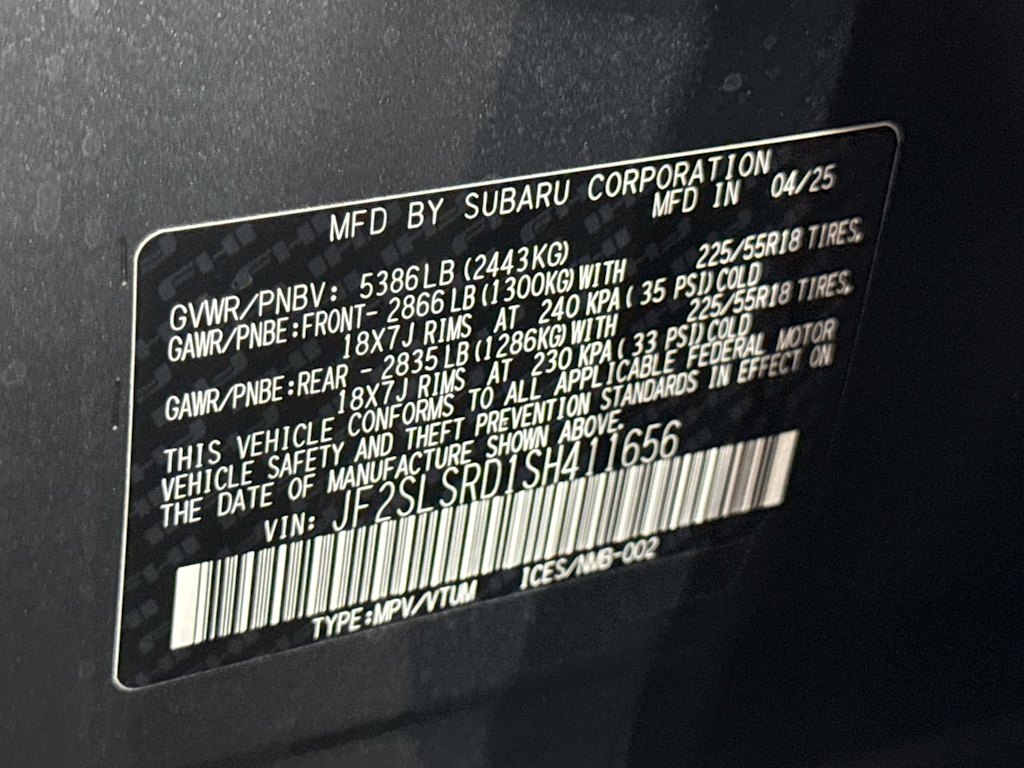 MFD BY SUBARU CORPORATION
MFD IN 04/25
GVWR/PNBV: 5386LB(2443KG)
GAWR/PNBE:FRONT- 2866LB(1300KG)WITH 225/55R18 TIRES,
18X7J RIMS AT 240 KPA( 35 PSI)COLD
GAWR/PNBE:REAR - 2835LB(1286KG)WITH 225/55R18 TIRES,
18X7J RIMS AT 230 KPA( 33 PSI)COLD
THIS VEHICLE CONFORMS TO ALL APPLICABLE FEDERAL MOTOR
VEHICLE SAFETY AND THEFT PREVENTION STANDARDS IN EFFECT ON
THE DATE OF MANUFACTURE SHOWN ABOVE.
VIN: JF2SLSRD1SH411656
TYPE:MPV/VTUM ICES/NMB-002